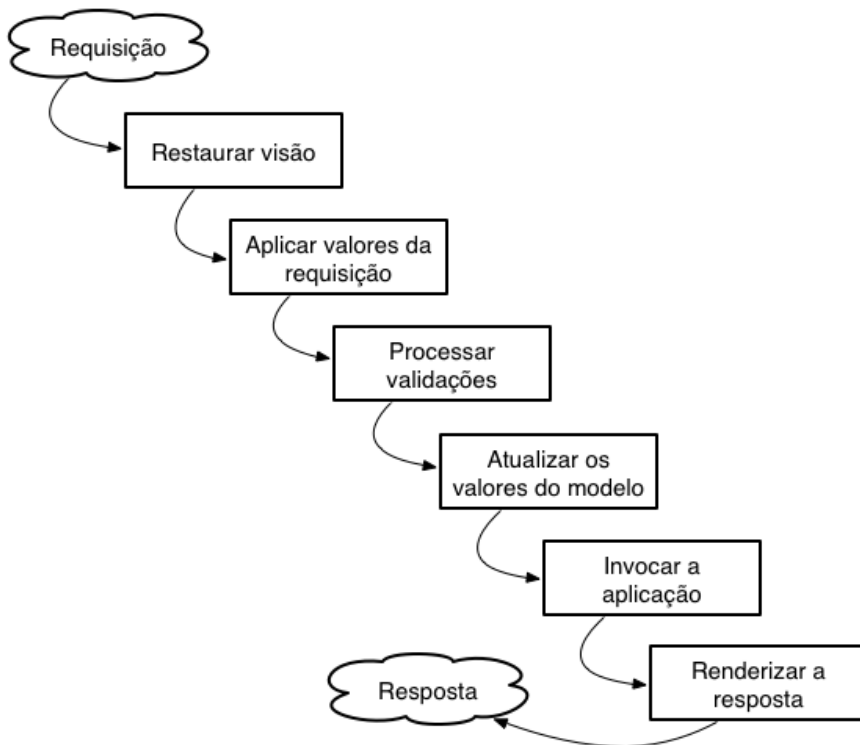 Requisição
Restaurar visão
Aplicar valores da
requisição
Processar
validações
Atualizar os
valores do modelo
Invocar a
aplicação
Renderizar a
resposta
Resposta